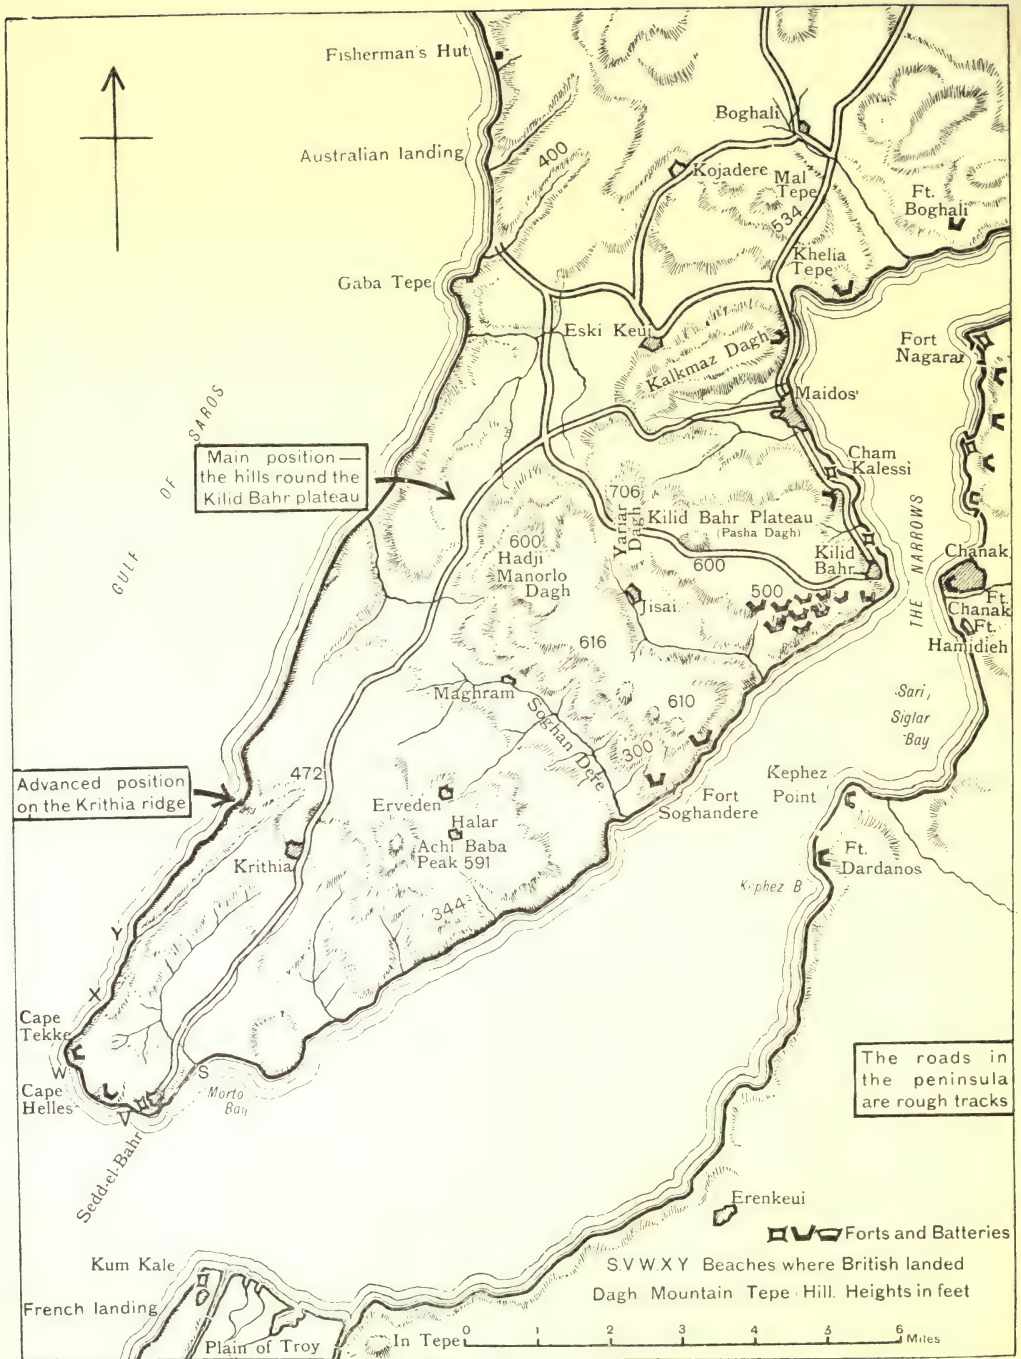 Fisherman's Hut
Boghali
Australian landing
400
Kojadere
Mal
Tepe
534
Ft.
Boghali
Khelia
Tepe
Gaba Tepe
Eski Keui
Kalkmaz Dagh
Fort
Nagara
Maidos
GULF OF SAROS
Main position —
the hills round the
Kilid Bahr plateau
Cham
Kalessi
706
Yariar
Dagh
Kilid Bahr Plateau
(Pasha Dagh)
600
Hadji
Manorlo
Dagh
600
Kilid
Bahr
THE NARROWS
Chanak
500
Jisai
Ft.
Chanak
Ft.
Hamidieh
616
Maghram
Soghan Dere
610
Sari
Siglar
Bay
300
Advanced position
on the Krithia ridge
472
Kephez
Point
Erveden
Fort
Soghandere
Halar
Achi Baba
Peak 591
Krithia
Ft.
Dardanos
Kephez B
344
Y
X
Cape
Tekke
W
S
Cape
Helles
Morto
Bay
V
Sedd-el-Bahr
The roads in
the peninsula
are rough tracks
Erenkeui
Forts and Batteries
Kum Kale
S.V W.X Y Beaches where British landed
Dagh Mountain Tepe Hill. Heights in feet
French landing
Plain of Troy
In Tepe
0 1 2 3 4 5 6 Miles